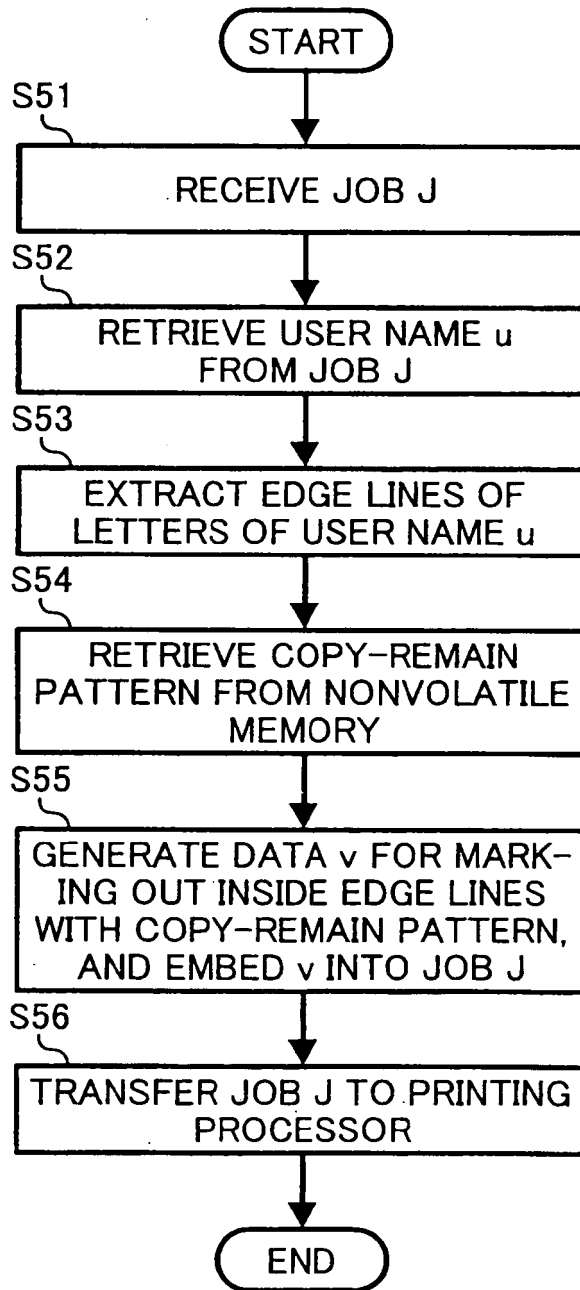 START
S51
RECEIVE JOB J
S52
RETRIEVE USER NAME u
FROM JOB J
S53
EXTRACT EDGE LINES OF
LETTERS OF USER NAME u
S54
RETRIEVE COPY-REMAIN
PATTERN FROM NONVOLATILE
MEMORY
S55
GENERATE DATA v FOR MARK-
ING OUT INSIDE EDGE LINES
WITH COPY-REMAIN PATTERN,
AND EMBED v INTO JOB J
S56
TRANSFER JOB J TO PRINTING
PROCESSOR
END